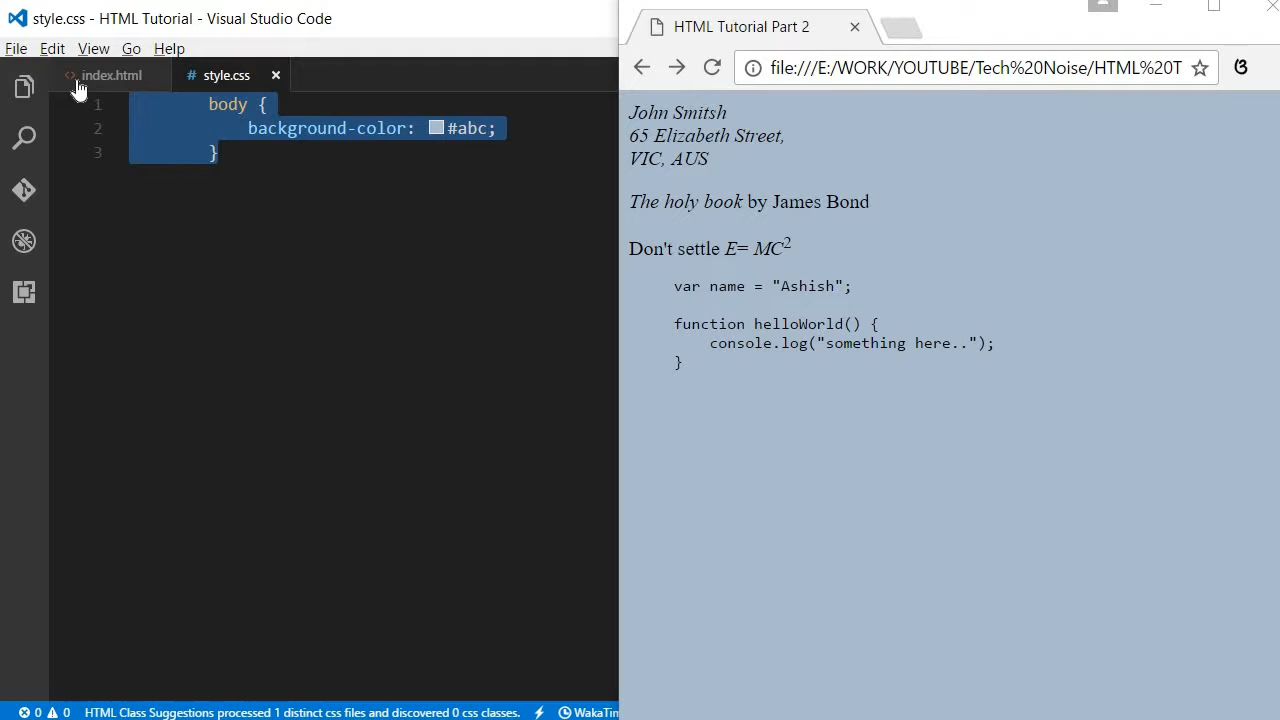 style.css - HTML Tutorial - Visual Studio Code
File Edit View Go Help
index.html
# style.css
1 body {
2 background-color: #abc;
3 }
0 0 HTML Class Suggestions processed 1 distinct css files and discovered 0 css classes. WakaTim
HTML Tutorial Part 2
file:///E:/WORK/YOUTUBE/Tech%20Noise/HTML%20T
John Smitsh
65 Elizabeth Street,
VIC, AUS
The holy book by James Bond
Don't settle E= MC2
var name = "Ashish";
function helloWorld() {
console.log("something here..");
}